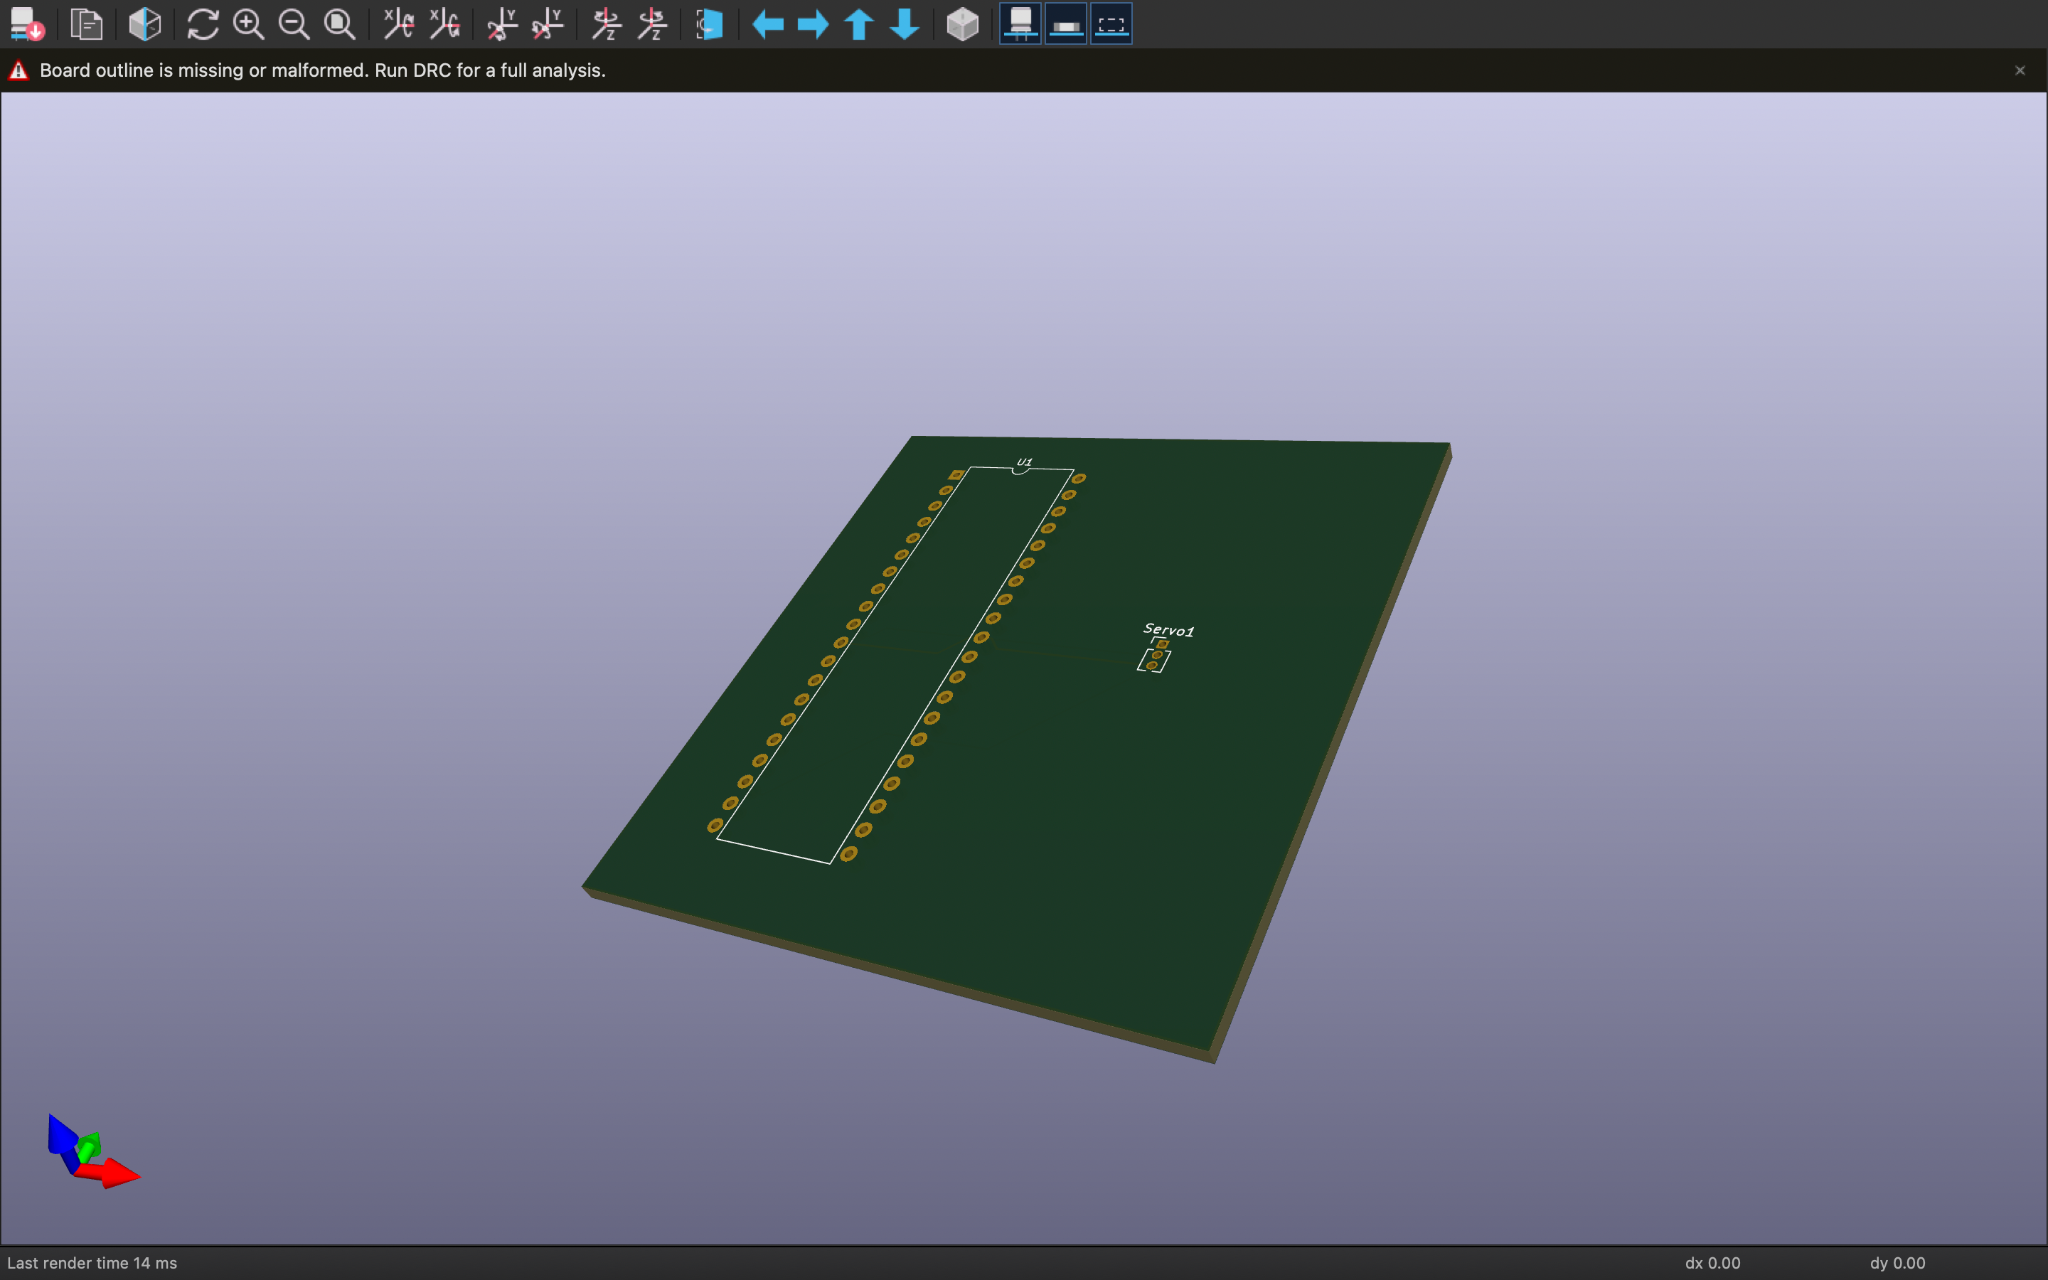 Board outline is missing or malformed. Run DRC for a full analysis.
U1
Servo1
Last render time 14 ms
dx 0.00
dy 0.00